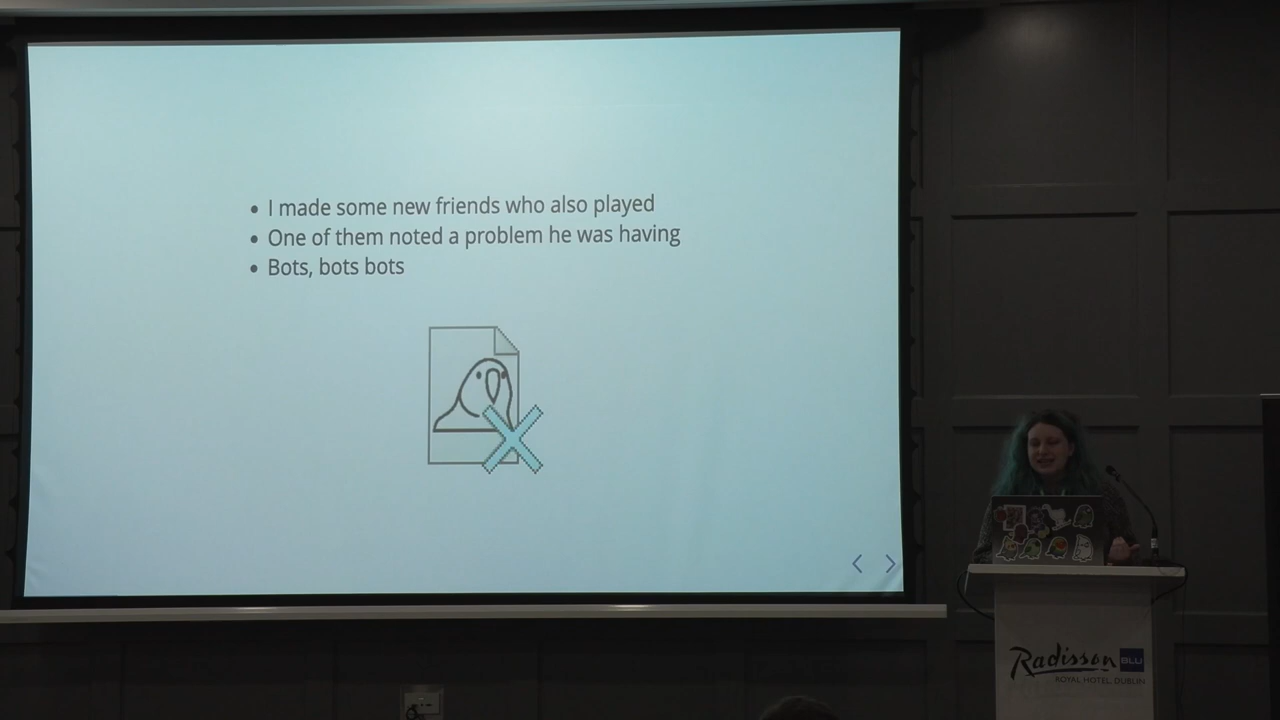 • I made some new friends who also played
• One of them noted a problem he was having
• Bots, bots bots
Radisson BLU
ROYAL HOTEL, DUBLIN